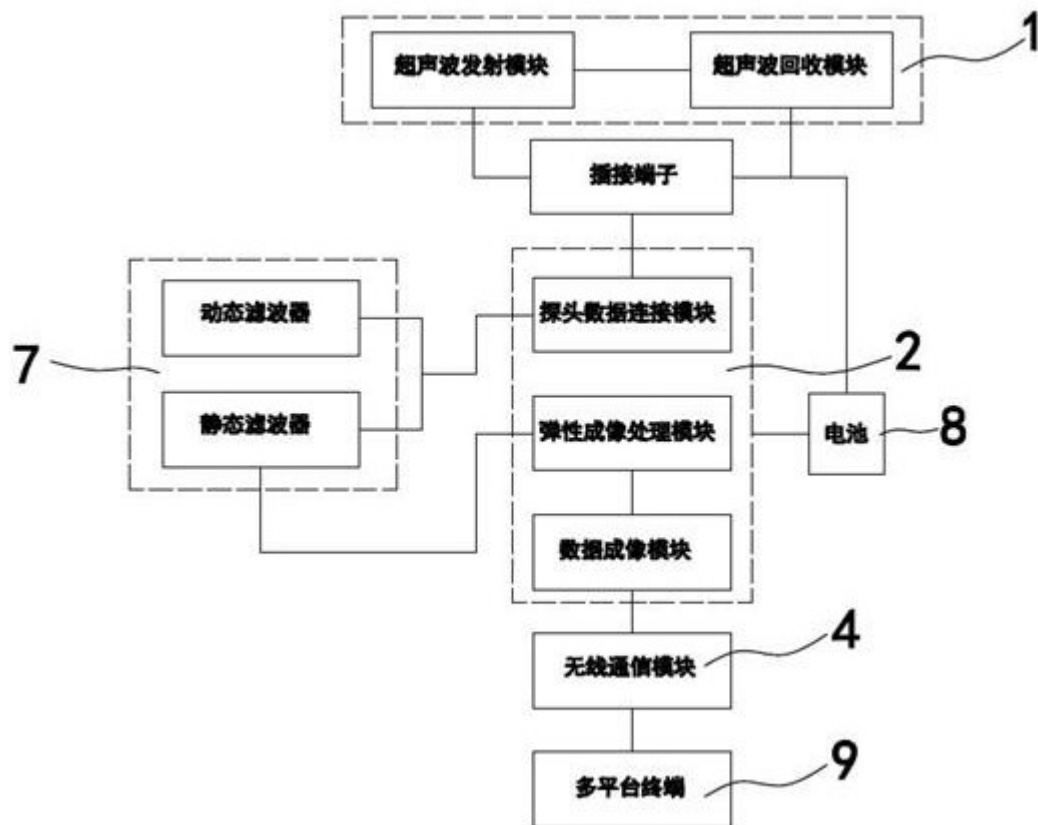 1
超声波发射模块
超声波回收模块
插接端子
动态滤波器
探头数据连接模块
7
2
静态滤波器
弹性成像处理模块
电池
8
数据成像模块
4
无线通信模块
9
多平台终端